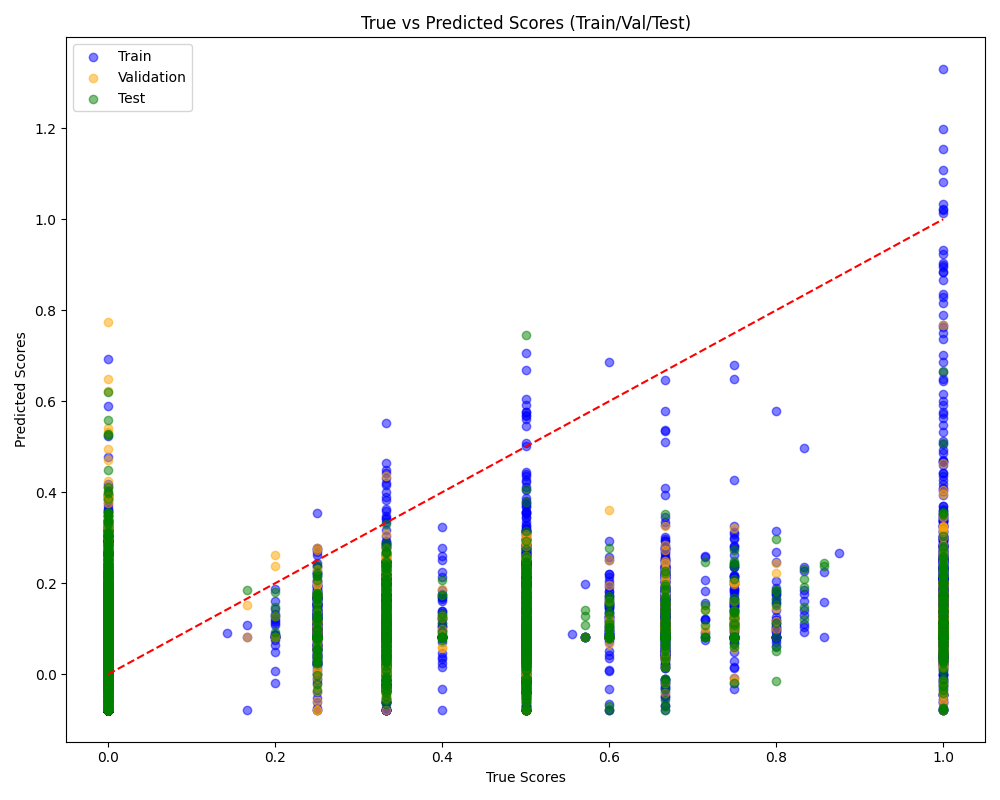 True vs Predicted Scores (Train/Val/Test)
Train
Validation
Test
Predicted Scores
1.2
1.0
0.8
0.6
0.4
0.2
0.0
0.0 0.2 0.4 0.6 0.8 1.0
True Scores